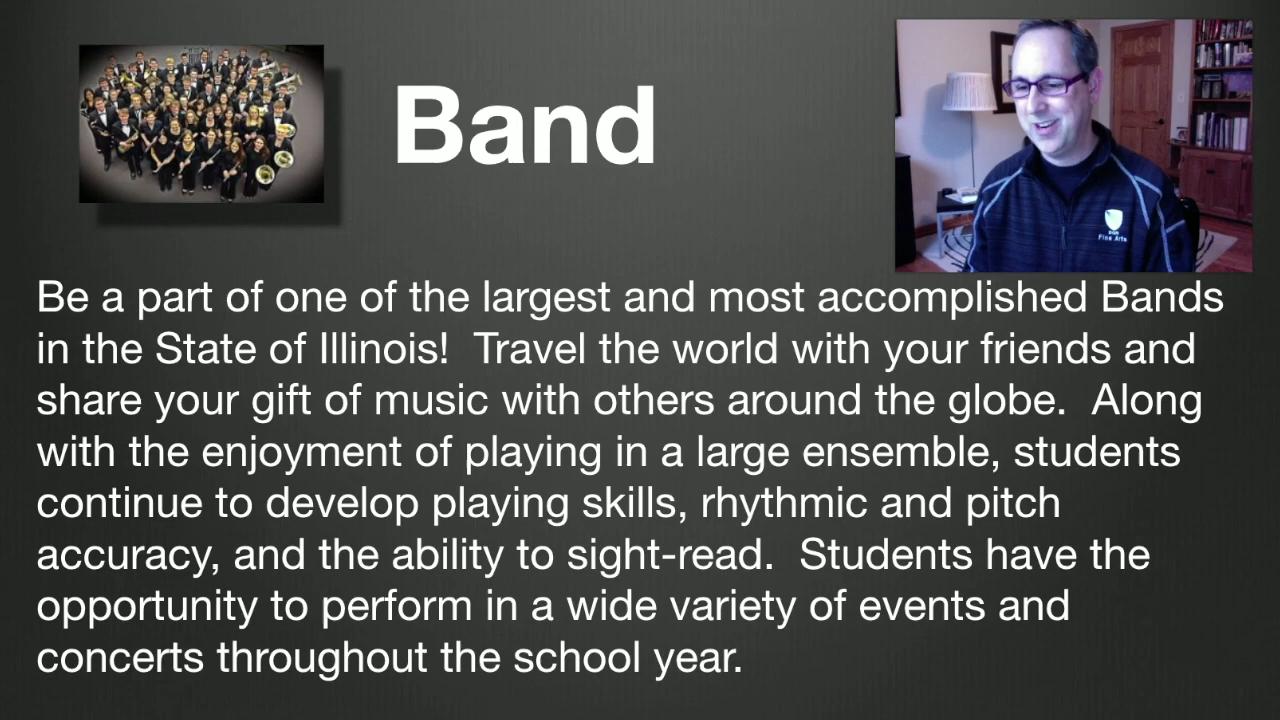 Band
Fine Arts
Be a part of one of the largest and most accomplished Bands
in the State of Illinois!  Travel the world with your friends and
share your gift of music with others around the globe.  Along
with the enjoyment of playing in a large ensemble, students
continue to develop playing skills, rhythmic and pitch
accuracy, and the ability to sight-read.  Students have the
opportunity to perform in a wide variety of events and
concerts throughout the school year.